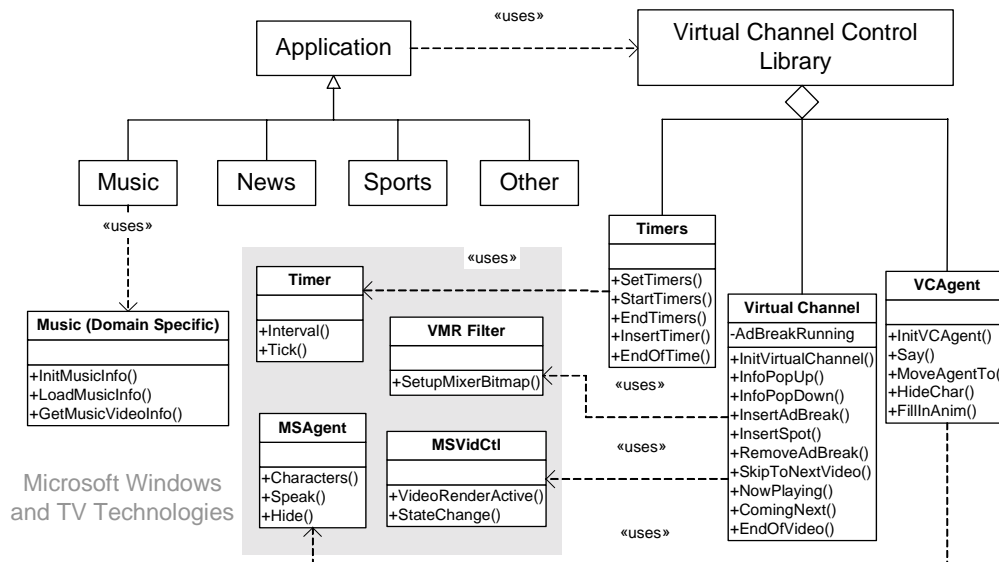 «uses»
Application
Virtual Channel Control
Library
Music
News
Sports
Other
«uses»
Music (Domain Specific)
+InitMusicInfo()
+LoadMusicInfo()
+GetMusicVideoInfo()
Microsoft Windows
and TV Technologies
«uses»
Timer
+Interval()
+Tick()
VMR Filter
+SetupMixerBitmap()
MSAgent
+Characters()
+Speak()
+Hide()
MSVidCtl
+VideoRenderActive()
+StateChange()
Timers
+SetTimers()
+StartTimers()
+EndTimers()
+InsertTimer()
+EndOfTime()
«uses»
«uses»
«uses»
Virtual Channel
-AdBreakRunning
+InitVirtualChannel()
+InfoPopUp()
+InfoPopDown()
+InsertAdBreak()
+InsertSpot()
+RemoveAdBreak()
+SkipToNextVideo()
+NowPlaying()
+ComingNext()
+EndOfVideo()
VCAgent
+InitVCAgent()
+Say()
+MoveAgentTo()
+HideChar()
+FillInAnim()